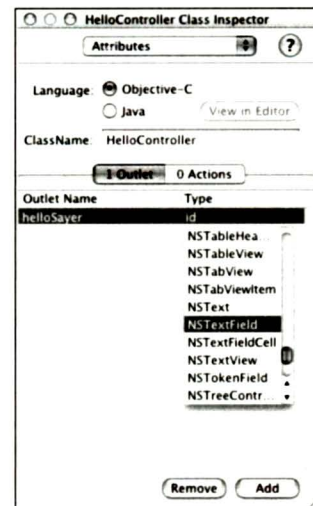 HelloController Class Inspector
Attributes
?
Language: Objective-C
Java View in Editor
ClassName: HelloController
1 Outlet 0 Actions
Outlet Name Type
helloSayer id
NSTableHea...
NSTableView
NSTabView
NSTabViewItem
NSText
NSTextField
NSTextFieldCell
NSTextView
NSTokenField
NSTreeContr...
Remove Add